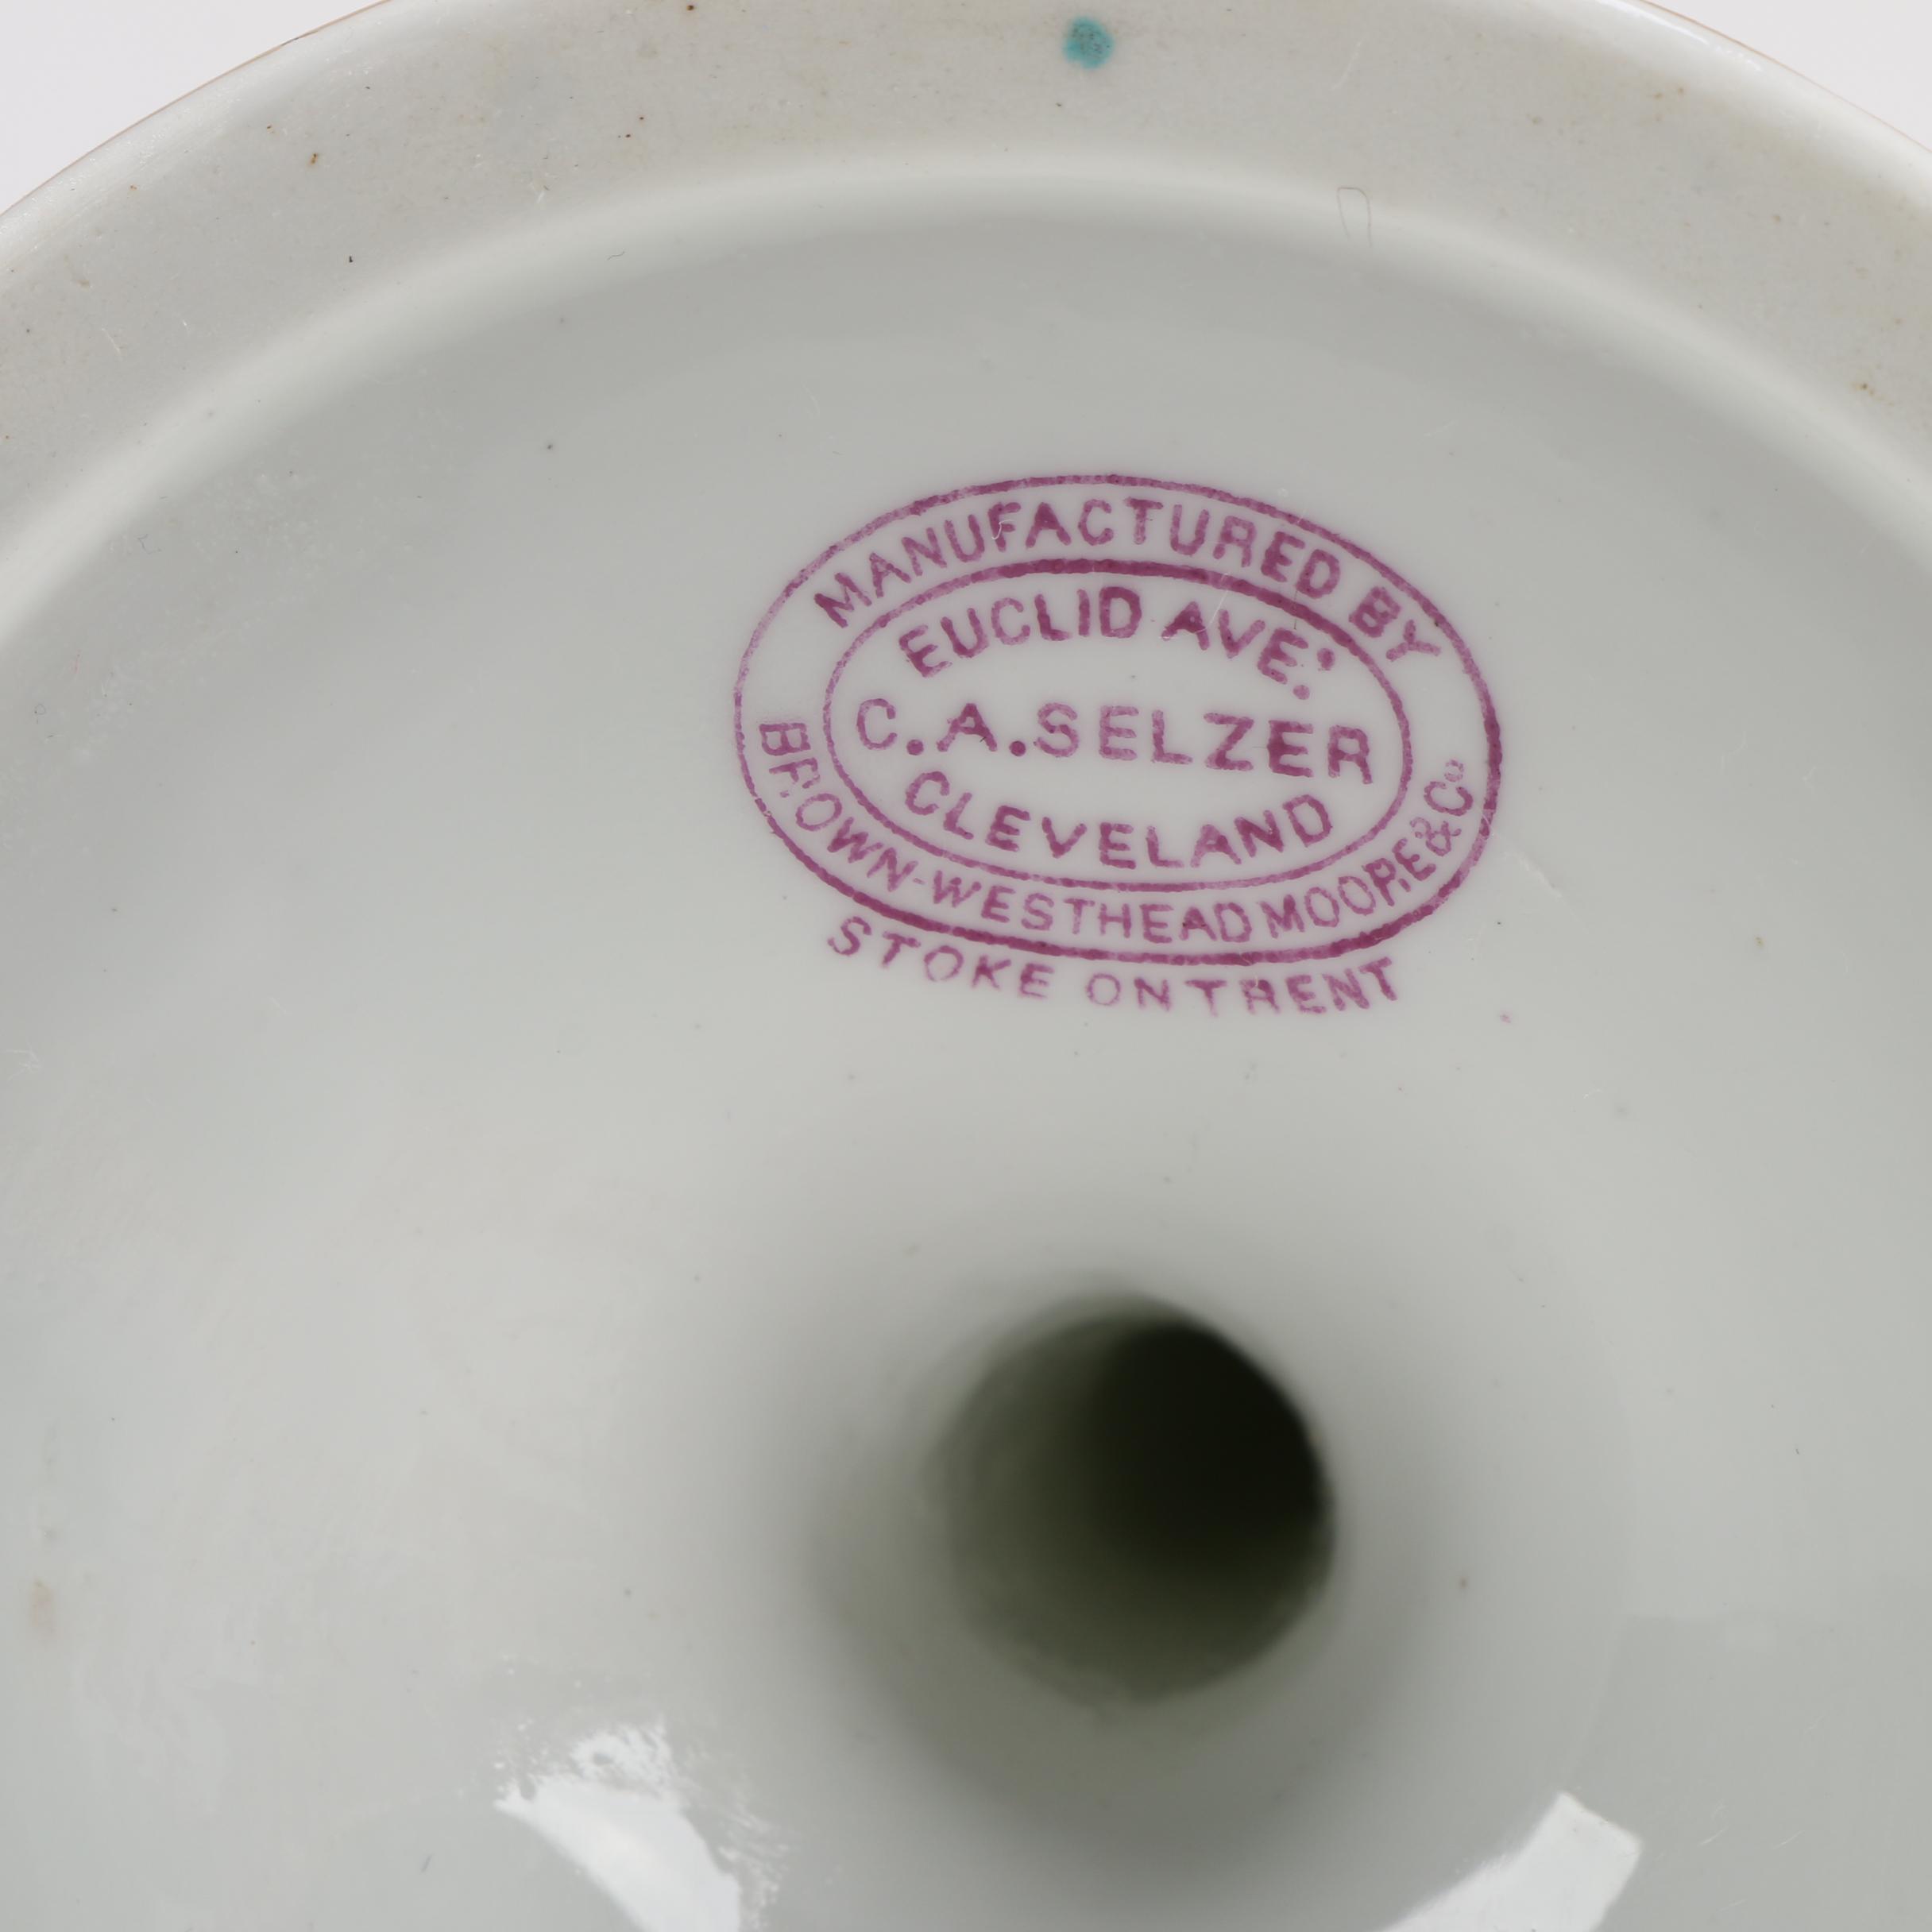 MANUFACTURED BY
EUCLID AVE:
C.A.SELZER
CLEVELAND
BROWN-WESTHEAD MOORE & Co
STOKE ON TRENT